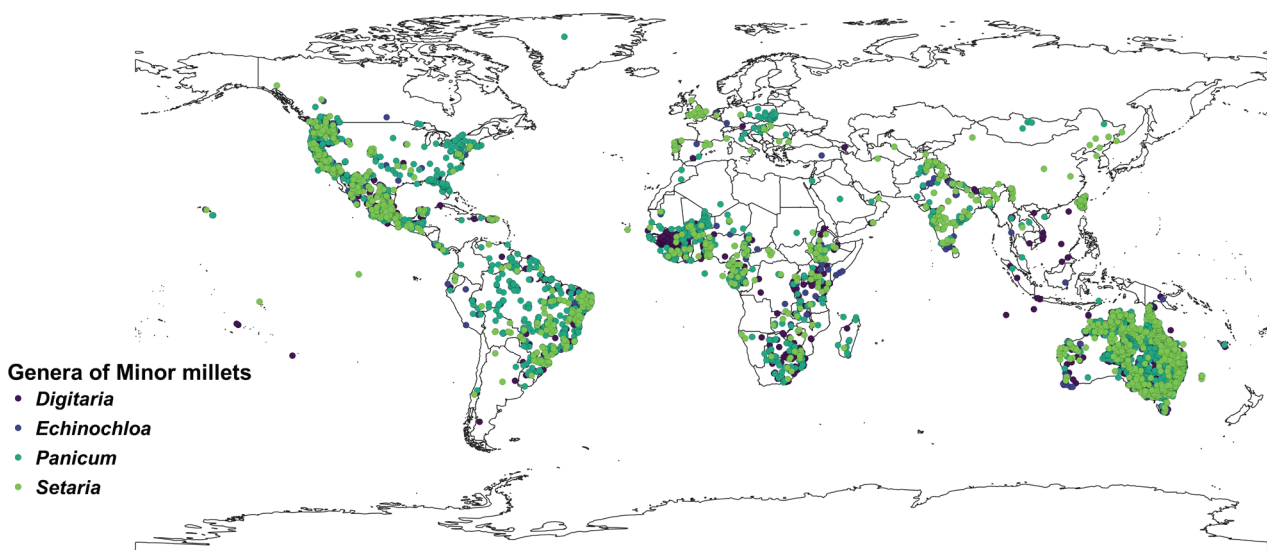 Genera of Minor millets
Digitaria
Echinochloa
Panicum
Setaria